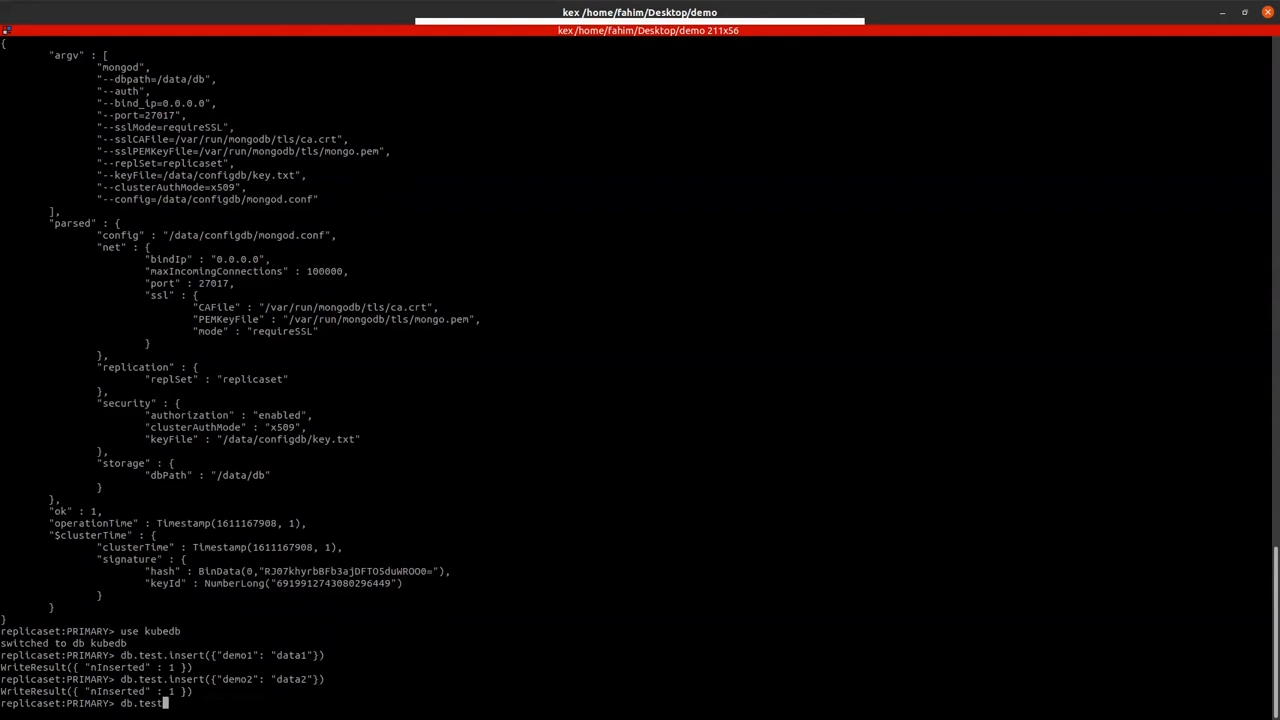 kex /home/fahim/Desktop/demo
kex /home/fahim/Desktop/demo 211x56
{
"argv" : [
"mongod",
"--dbpath=/data/db",
"--auth",
"--bind_ip=0.0.0.0",
"--port=27017",
"--sslMode=requireSSL",
"--sslCAFile=/var/run/mongodb/tls/ca.crt",
"--sslPEMKeyFile=/var/run/mongodb/tls/mongo.pem",
"--replSet=replicaset",
"--keyFile=/data/configdb/key.txt",
"--clusterAuthMode=x509",
"--config=/data/configdb/mongod.conf"
],
"parsed" : {
"config" : "/data/configdb/mongod.conf",
"net" : {
"bindIp" : "0.0.0.0",
"maxIncomingConnections" : 100000,
"port" : 27017,
"ssl" : {
"CAFile" : "/var/run/mongodb/tls/ca.crt",
"PEMKeyFile" : "/var/run/mongodb/tls/mongo.pem",
"mode" : "requireSSL"
}
},
"replication" : {
"replSet" : "replicaset"
},
"security" : {
"authorization" : "enabled",
"clusterAuthMode" : "x509",
"keyFile" : "/data/configdb/key.txt"
},
"storage" : {
"dbPath" : "/data/db"
}
},
"ok" : 1,
"operationTime" : Timestamp(1611167908, 1),
"$clusterTime" : {
"clusterTime" : Timestamp(1611167908, 1),
"signature" : {
"hash" : BinData(0,"RJ07khyrbBFb3ajDFTO5duWROO0="),
"keyId" : NumberLong("6919912743080296449")
}
}
}
replicaset:PRIMARY> use kubedb
switched to db kubedb
replicaset:PRIMARY> db.test.insert({"demo1": "data1"})
WriteResult({ "nInserted" : 1 })
replicaset:PRIMARY> db.test.insert({"demo2": "data2"})
WriteResult({ "nInserted" : 1 })
replicaset:PRIMARY> db.test